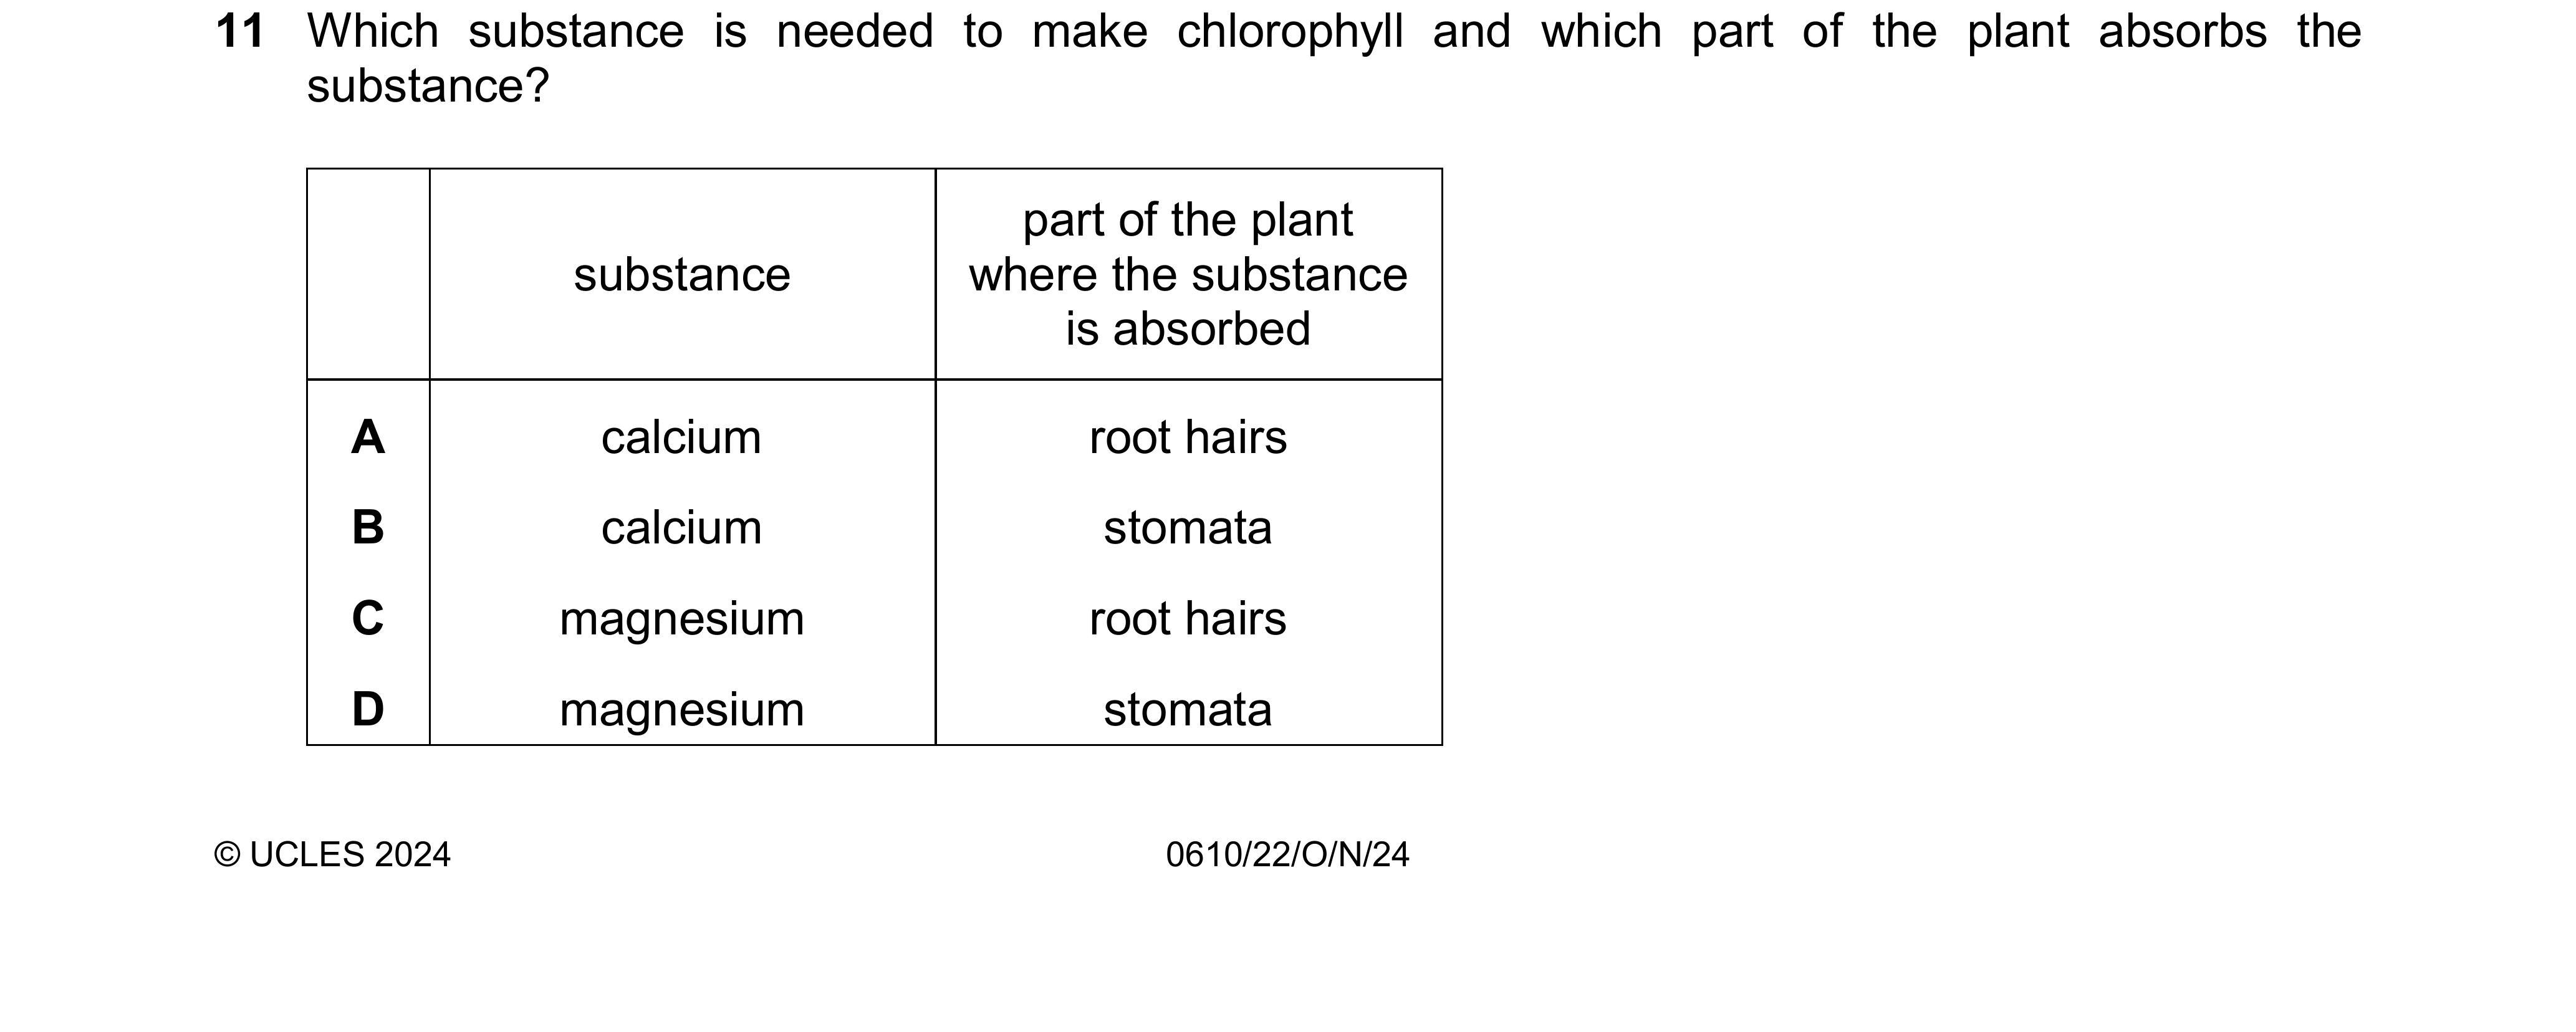 11 Which substance is needed to make chlorophyll and which part of the plant absorbs the
substance?
substance
part of the plant
where the substance
is absorbed
A calcium root hairs
B calcium stomata
C magnesium root hairs
D magnesium stomata
© UCLES 2024 0610/22/O/N/24